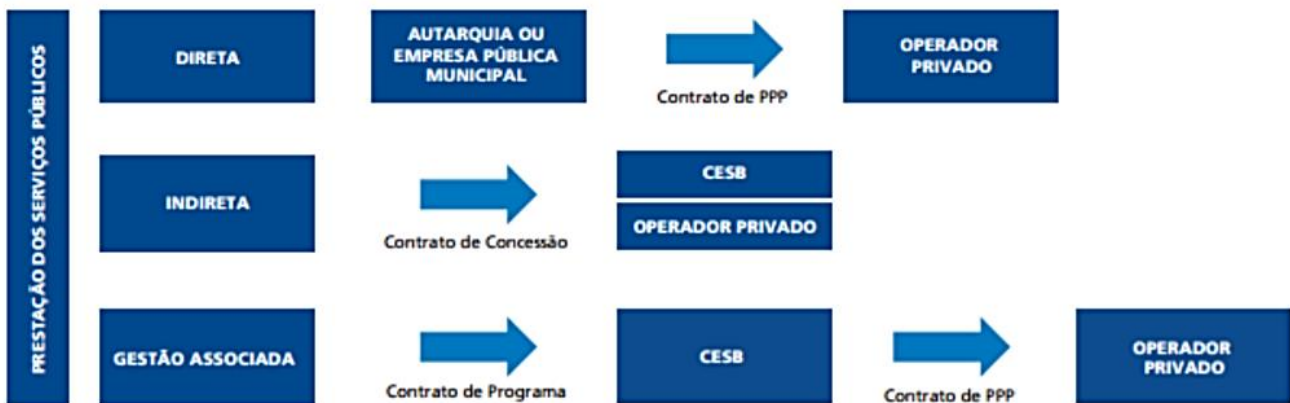 PRESTAÇÃO DOS SERVIÇOS PÚBLICOS
DIRETA
AUTARQUIA OU
EMPRESA PÚBLICA
MUNICIPAL
Contrato de PPP
OPERADOR
PRIVADO
INDIRETA
Contrato de Concessão
CESB
OPERADOR PRIVADO
GESTÃO ASSOCIADA
Contrato de Programa
CESB
Contrato de PPP
OPERADOR
PRIVADO